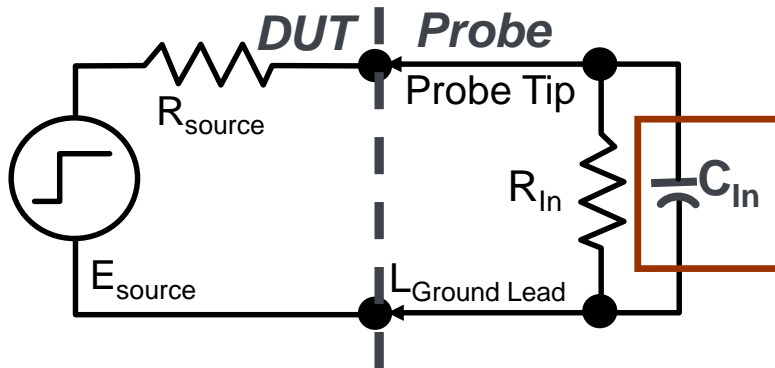 DUT Probe
Probe Tip
Rsource
RIn
CIn
Esource
LGround Lead